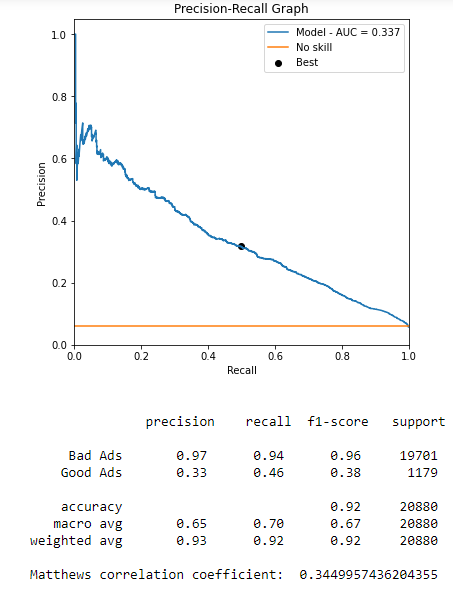 Precision-Recall Graph
Model - AUC = 0.337
No skill
Best
1.0
0.8
0.6
0.4
0.2
0.0
Precision
0.0 0.2 0.4 0.6 0.8 1.0
Recall
precision recall f1-score support
Bad Ads 0.97 0.94 0.96 19701
Good Ads 0.33 0.46 0.38 1179
accuracy 0.92 20880
macro avg 0.65 0.70 0.67 20880
weighted avg 0.93 0.92 0.92 20880
Matthews correlation coefficient: 0.3449957436204355